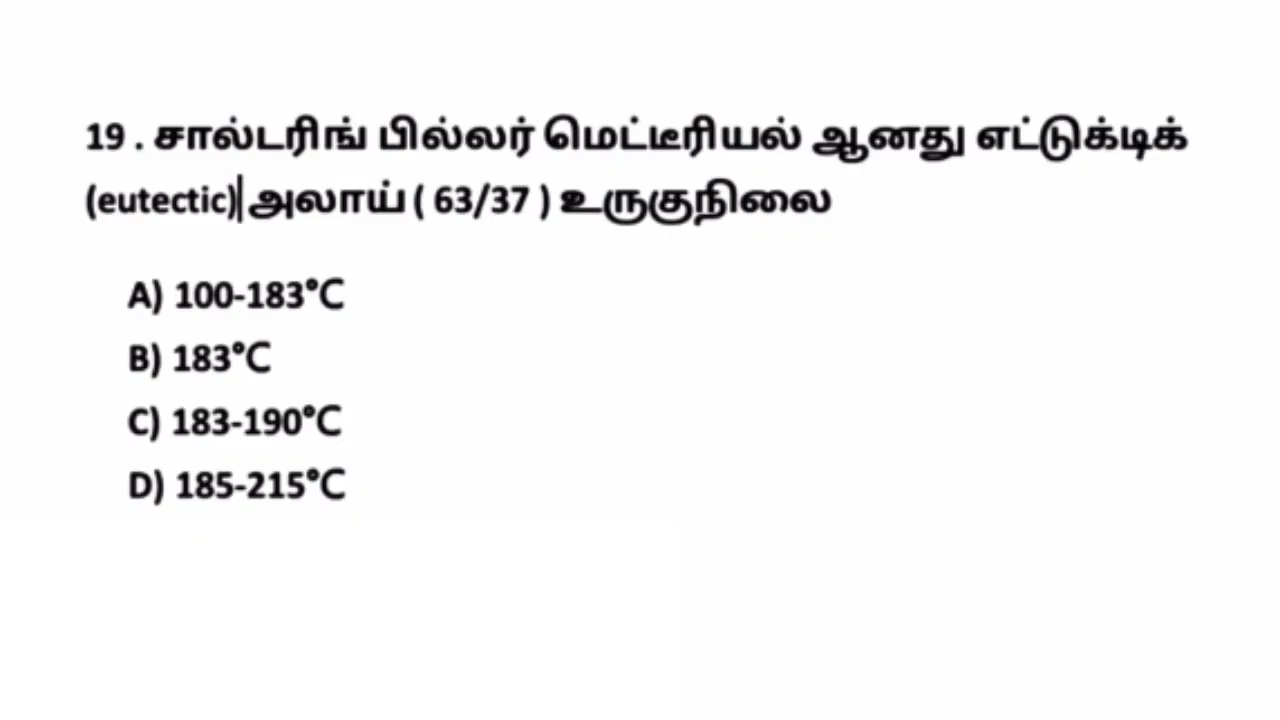 19 . சால்டரிங் பில்லர் மெட்டீரியல் ஆனது எட்டுக்டிக்
(eutectic) அலாய் ( 63/37 ) உருகுநிலை
A) 100-183°C
B) 183°C
C) 183-190°C
D) 185-215°C